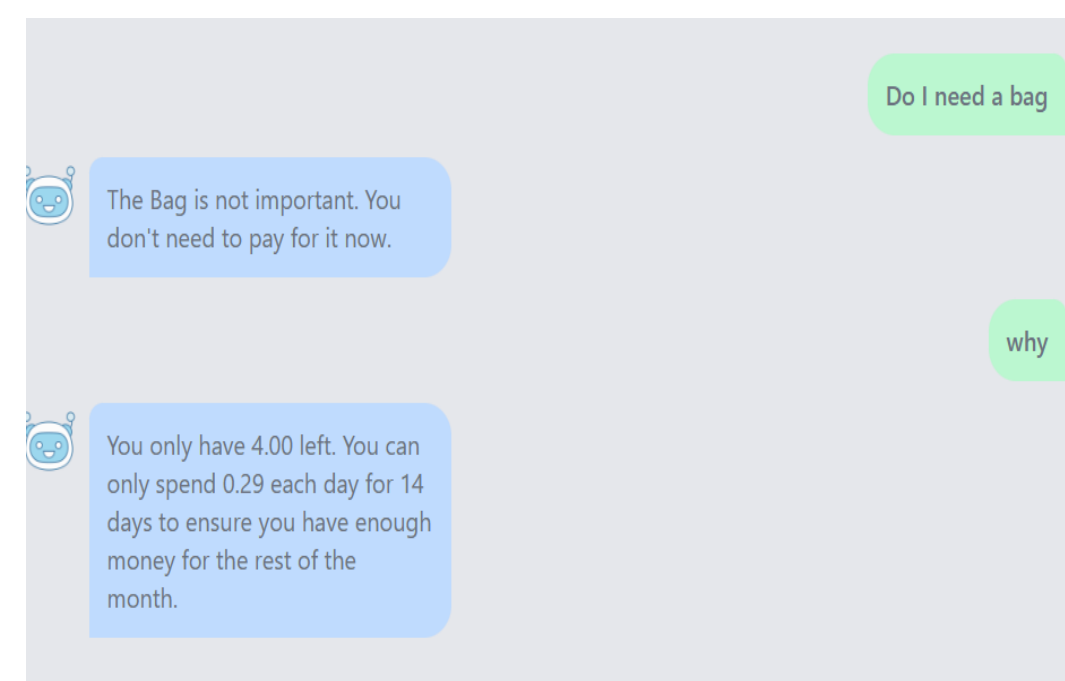 Do I need a bag
The Bag is not important. You
don't need to pay for it now.
why
You only have 4.00 left. You can
only spend 0.29 each day for 14
days to ensure you have enough
money for the rest of the
month.